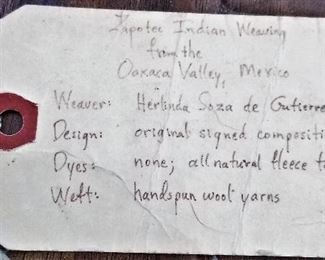 Zapotec Indian Weaving
from the
Oaxaca Valley, Mexico
Weaver: Herlinda Soza de Gutierre
Design: original signed compositi
Dyes: none; all natural fleece to
Weft: handspun wool yarns